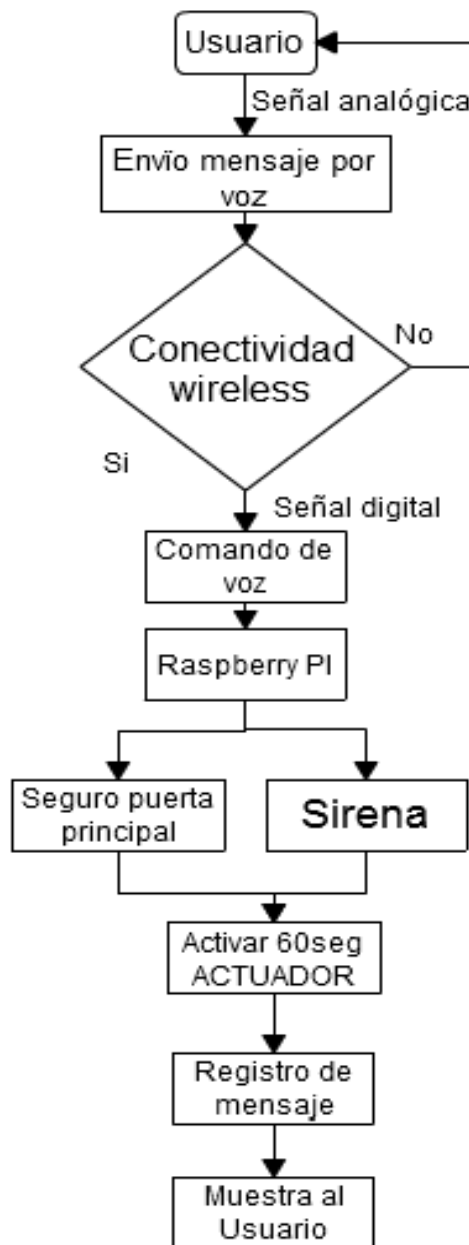 Usuario
Señal analógica
Envïo mensaje por
voz
Conectividad
wireless
No
Si
Señal digital
Comando de
voz
Raspberry PI
Seguro puerta
principal
Sirena
Activar 60seg
ACTUADOR
Registro de
mensaje
Muestra al
Usuario